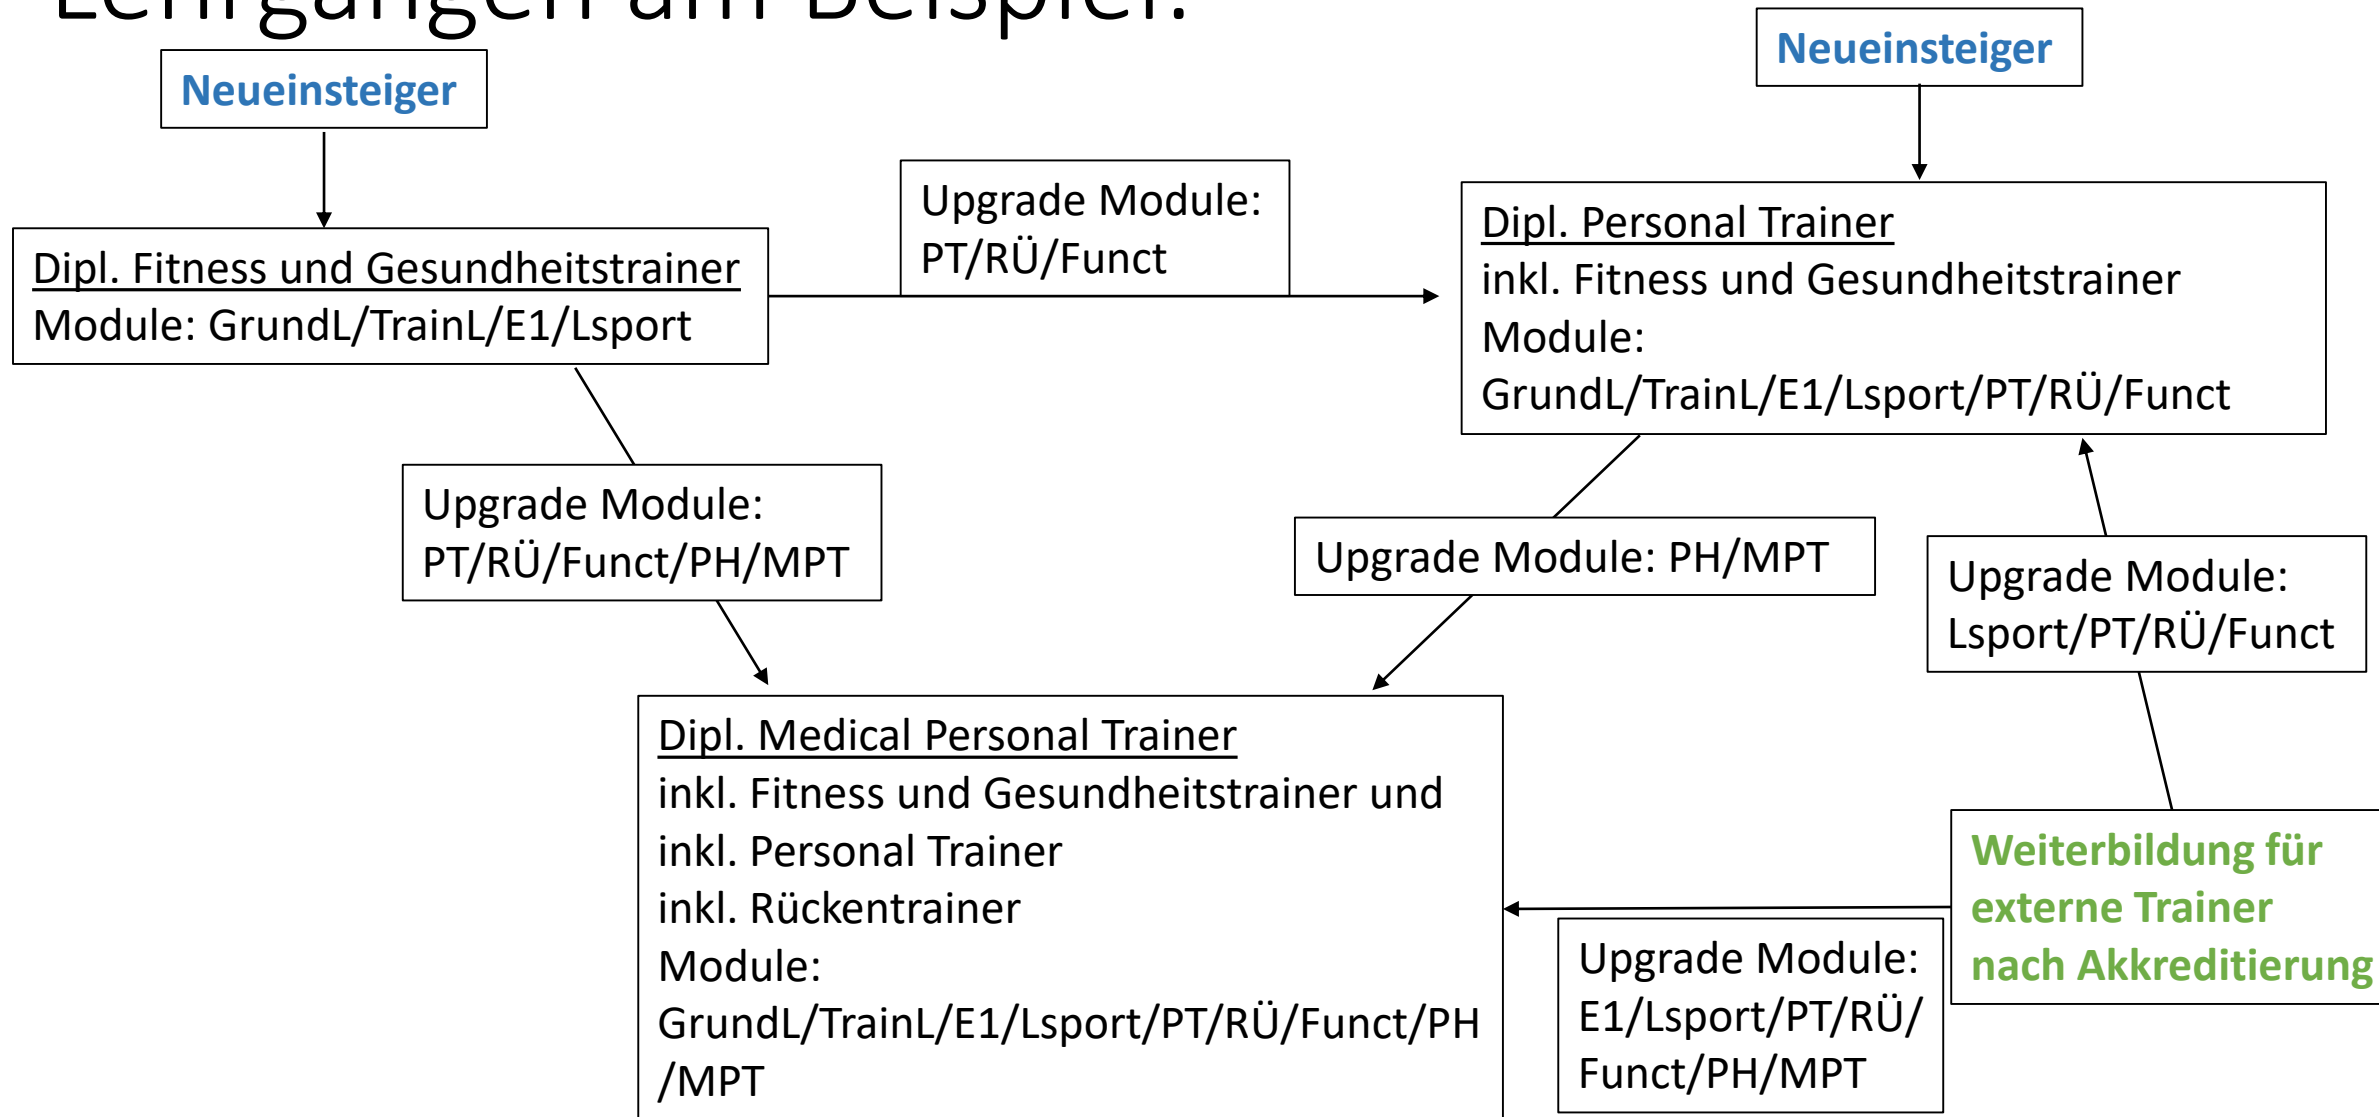 Lehrgängen am Beispiel:
Neueinsteiger
Neueinsteiger
Dipl. Fitness und Gesundheitstrainer
Module: GrundL/TrainL/E1/Lsport
Upgrade Module:
PT/RÜ/Funct
Dipl. Personal Trainer
inkl. Fitness und Gesundheitstrainer
Module:
GrundL/TrainL/E1/Lsport/PT/RÜ/Funct
Upgrade Module:
PT/RÜ/Funct/PH/MPT
Upgrade Module: PH/MPT
Upgrade Module:
Lsport/PT/RÜ/Funct
Dipl. Medical Personal Trainer
inkl. Fitness und Gesundheitstrainer und
inkl. Personal Trainer
inkl. Rückentrainer
Module:
GrundL/TrainL/E1/Lsport/PT/RÜ/Funct/PH
/MPT
Weiterbildung für
externe Trainer
nach Akkreditierung
Upgrade Module:
E1/Lsport/PT/RÜ/
Funct/PH/MPT